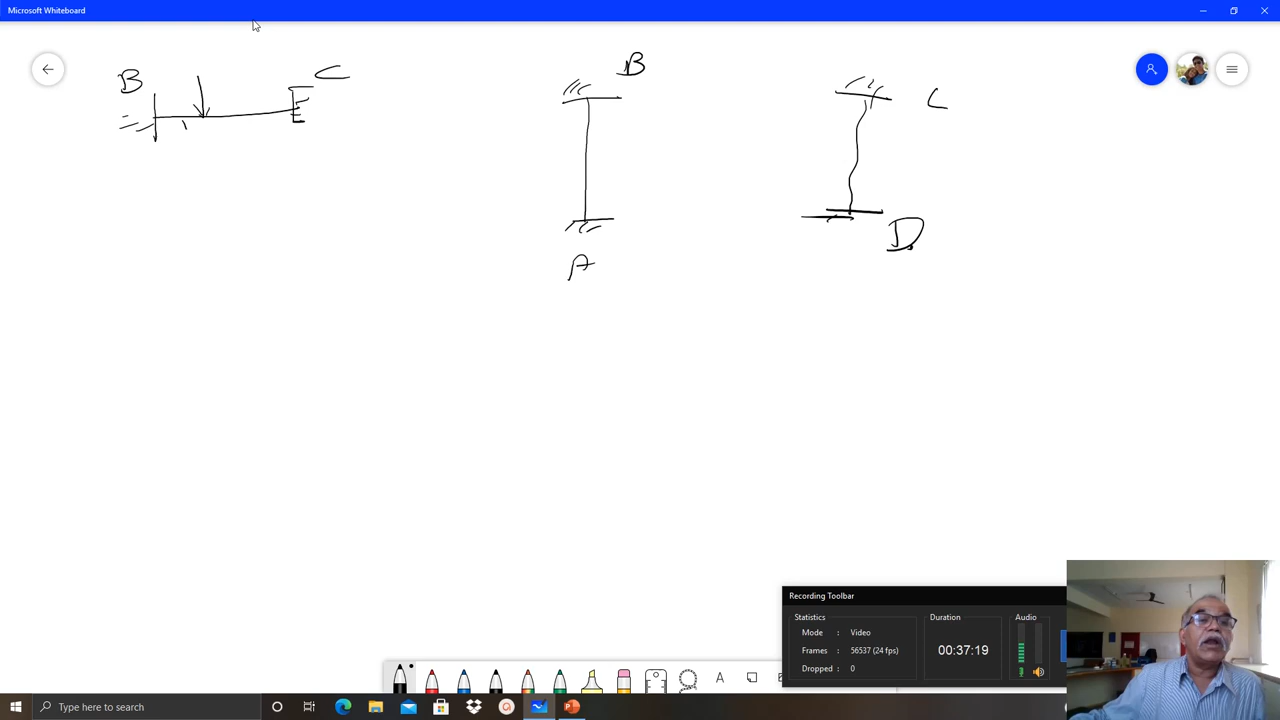 Microsoft Whiteboard
B
C
B
C
A
D
Recording Toolbar
Statistics
Duration
Audio
Mode : Video
Frames : 56537 (24 fps)
00:37:19
Dropped : 0
A
Type here to search